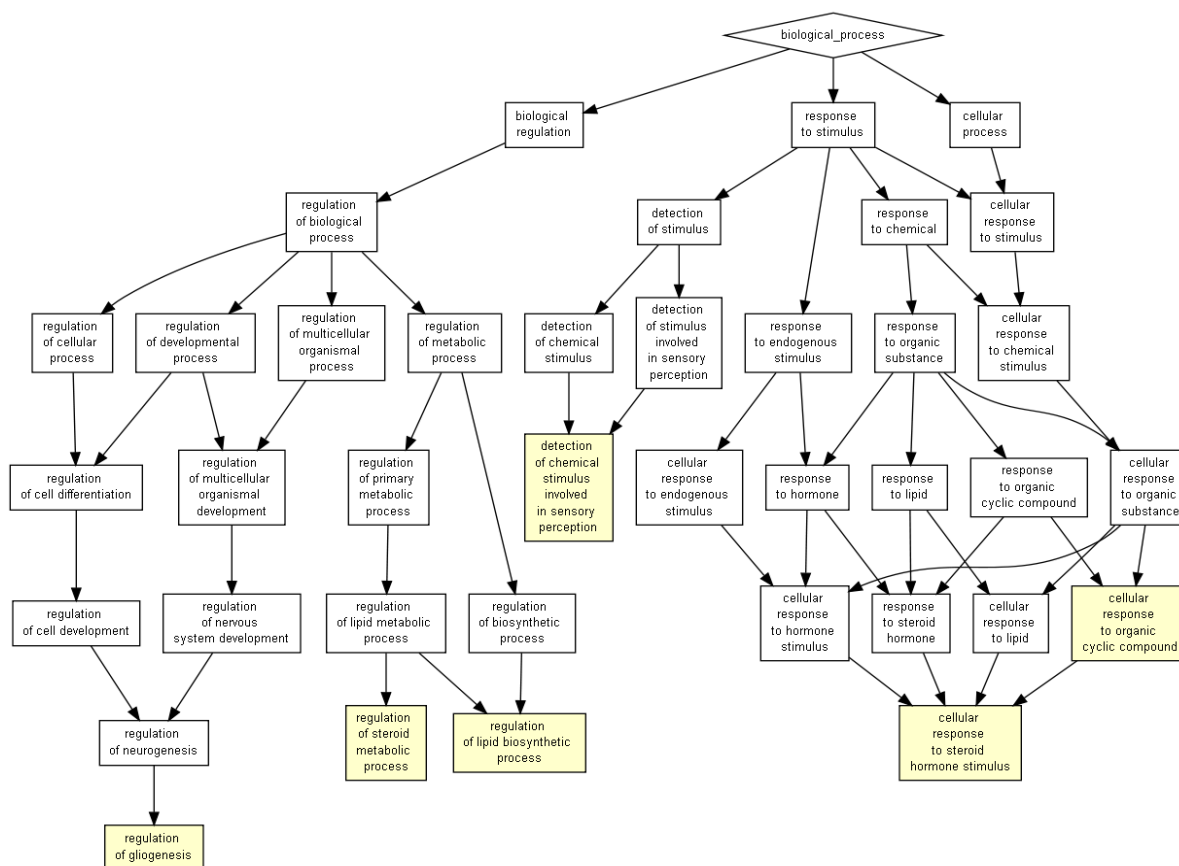 biological_process
biological
regulation
response
to stimulus
cellular
process
regulation
of biological
process
detection
of stimulus
response
to chemical
cellular
response
to stimulus
regulation
of cellular
process
regulation
of developmental
process
regulation
of multicellular
organismal
process
regulation
of metabolic
process
detection
of chemical
stimulus
detection
of stimulus
involved
in sensory
perception
response
to endogenous
stimulus
response
to organic
substance
cellular
response
to chemical
stimulus
regulation
of cell differentiation
regulation
of multicellular
organismal
development
regulation
of primary
metabolic
process
detection
of chemical
stimulus
involved
in sensory
perception
cellular
response
to endogenous
stimulus
response
to hormone
response
to lipid
response
to organic
cyclic compound
cellular
response
to organic
substance
regulation
of cell development
regulation
of nervous
system development
regulation
of lipid metabolic
process
regulation
of biosynthetic
process
cellular
response
to hormone
stimulus
response
to steroid
hormone
cellular
response
to lipid
cellular
response
to organic
cyclic compound
regulation
of neurogenesis
regulation
of steroid
metabolic
process
regulation
of lipid biosynthetic
process
cellular
response
to steroid
hormone stimulus
regulation
of gliogenesis